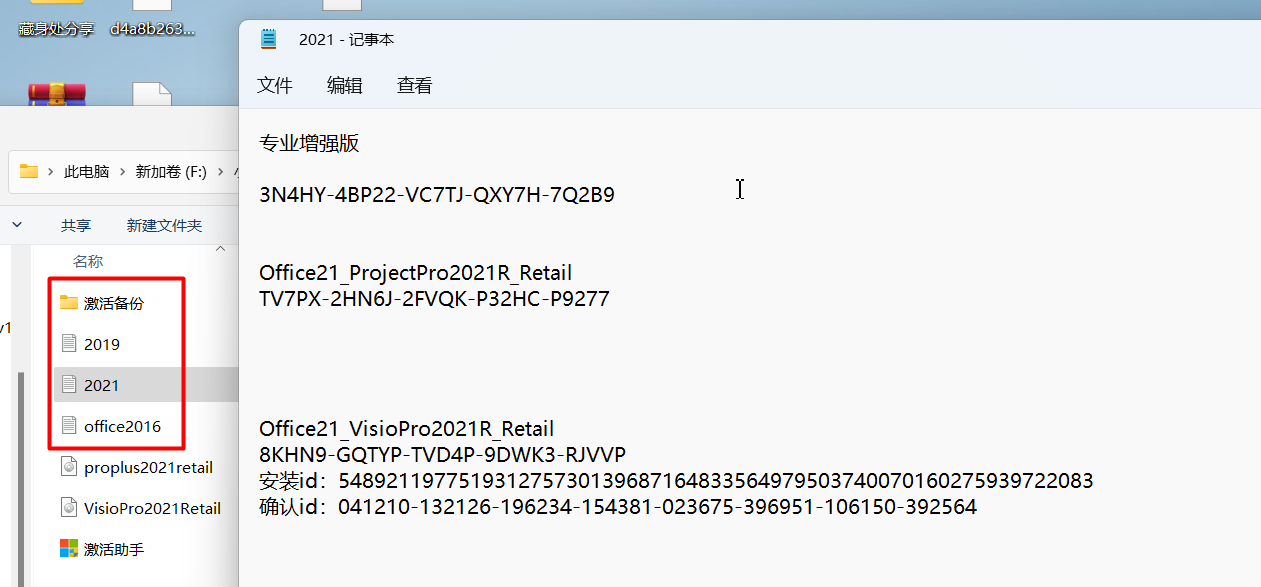 藏身处分享
d4a8b263...
2021 - 记事本
文件 编辑 查看
此电脑 › 新加卷 (F:) ›
共享 新建文件夹
名称
激活备份
2019
2021
office2016
proplus2021retail
VisioPro2021Retail
激活助手
专业增强版
3N4HY-4BP22-VC7TJ-QXY7H-7Q2B9
Office21_ProjectPro2021R_Retail
TV7PX-2HN6J-2FVQK-P32HC-P9277
Office21_VisioPro2021R_Retail
8KHN9-GQTYP-TVD4P-9DWK3-RJVVP
安装id：548921197751931275730139687164833564979503740070160275939722083
确认id：041210-132126-196234-154381-023675-396951-106150-392564